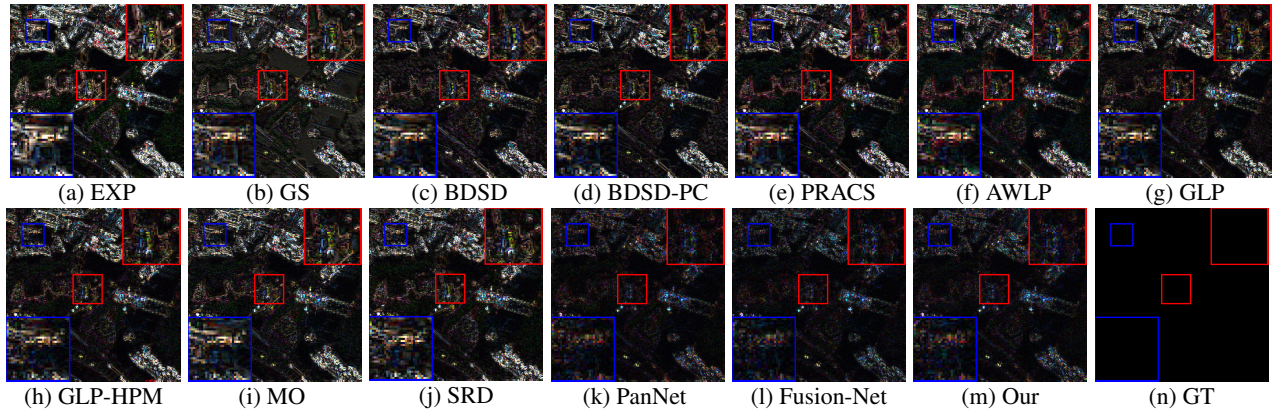 (a) EXP (b) GS (c) BDSD (d) BDSD-PC (e) PRACS (f) AWLP (g) GLP
(h) GLP-HPM (i) MO (j) SRD (k) PanNet (l) Fusion-Net (m) Our (n) GT